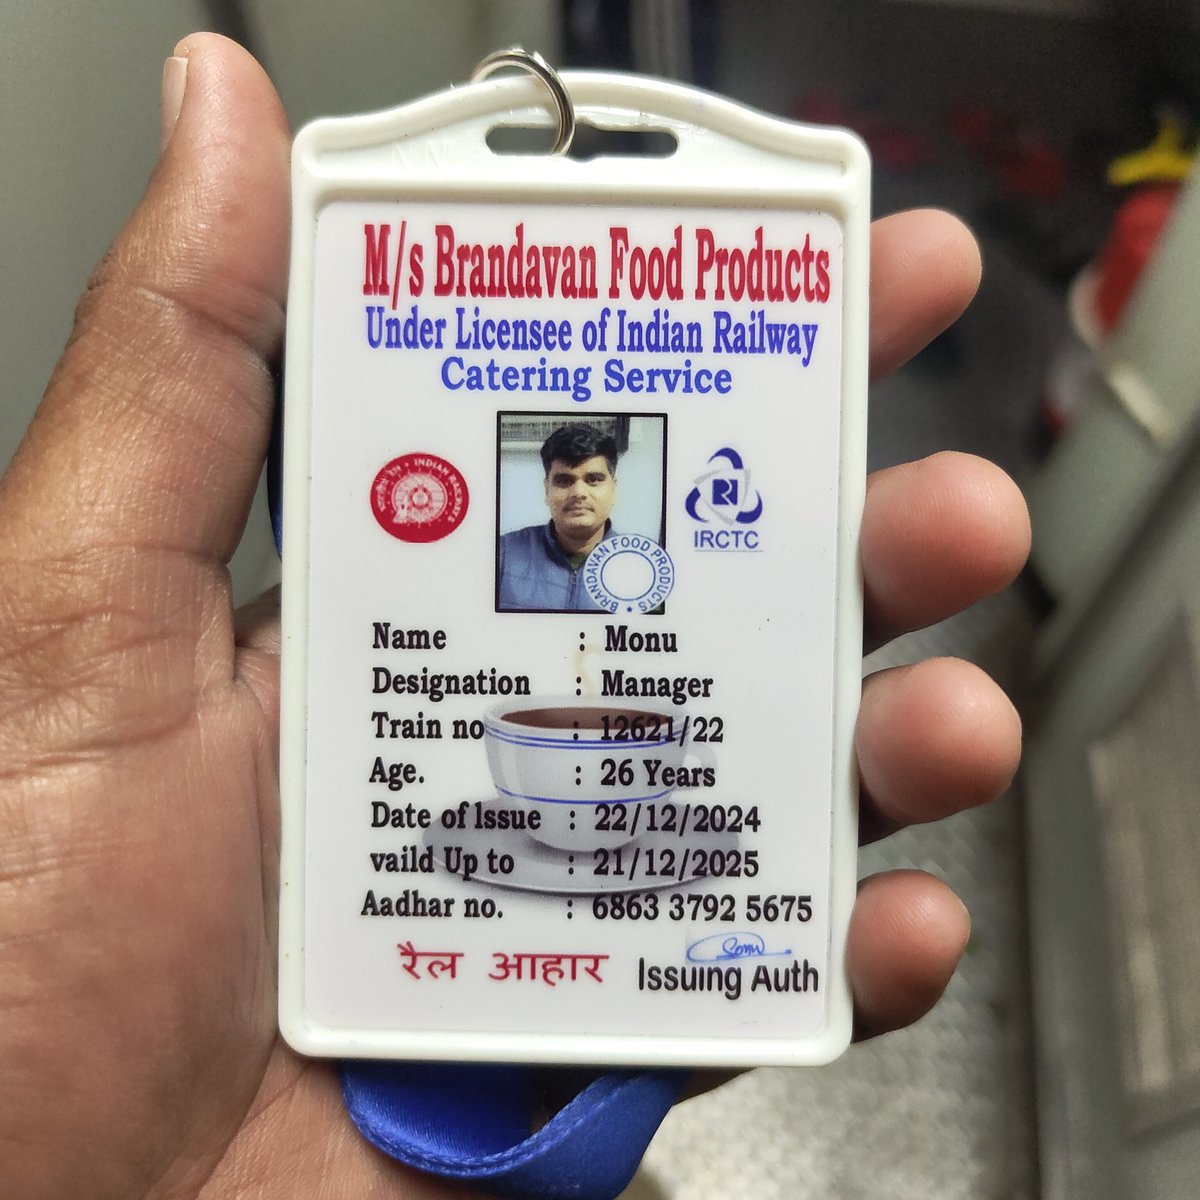 M/s Brandavan Food Products
Under Licensee of Indian Railway
Catering Service
INDIAN RAILWAYS
IRCTC
BRANDAVAN FOOD PRODUCTS
Name : Monu
Designation : Manager
Train no : 12621/22
Age. : 26 Years
Date of Issue : 22/12/2024
vaild Up to : 21/12/2025
Aadhar no. : 6863 3792 5675
रैल आहार
Sonu
Issuing Auth